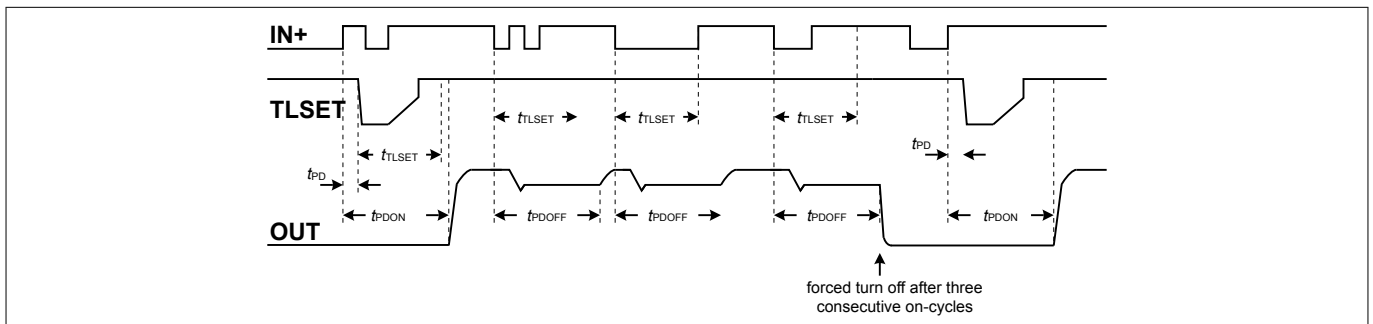 IN+
TLSET
tTLSET
tTLSET
tTLSET
tPD
tTLSET
tPD
tPDON
tPDOFF
tPDOFF
tPDOFF
tPDON
OUT
forced turn off after three
consecutive on-cycles